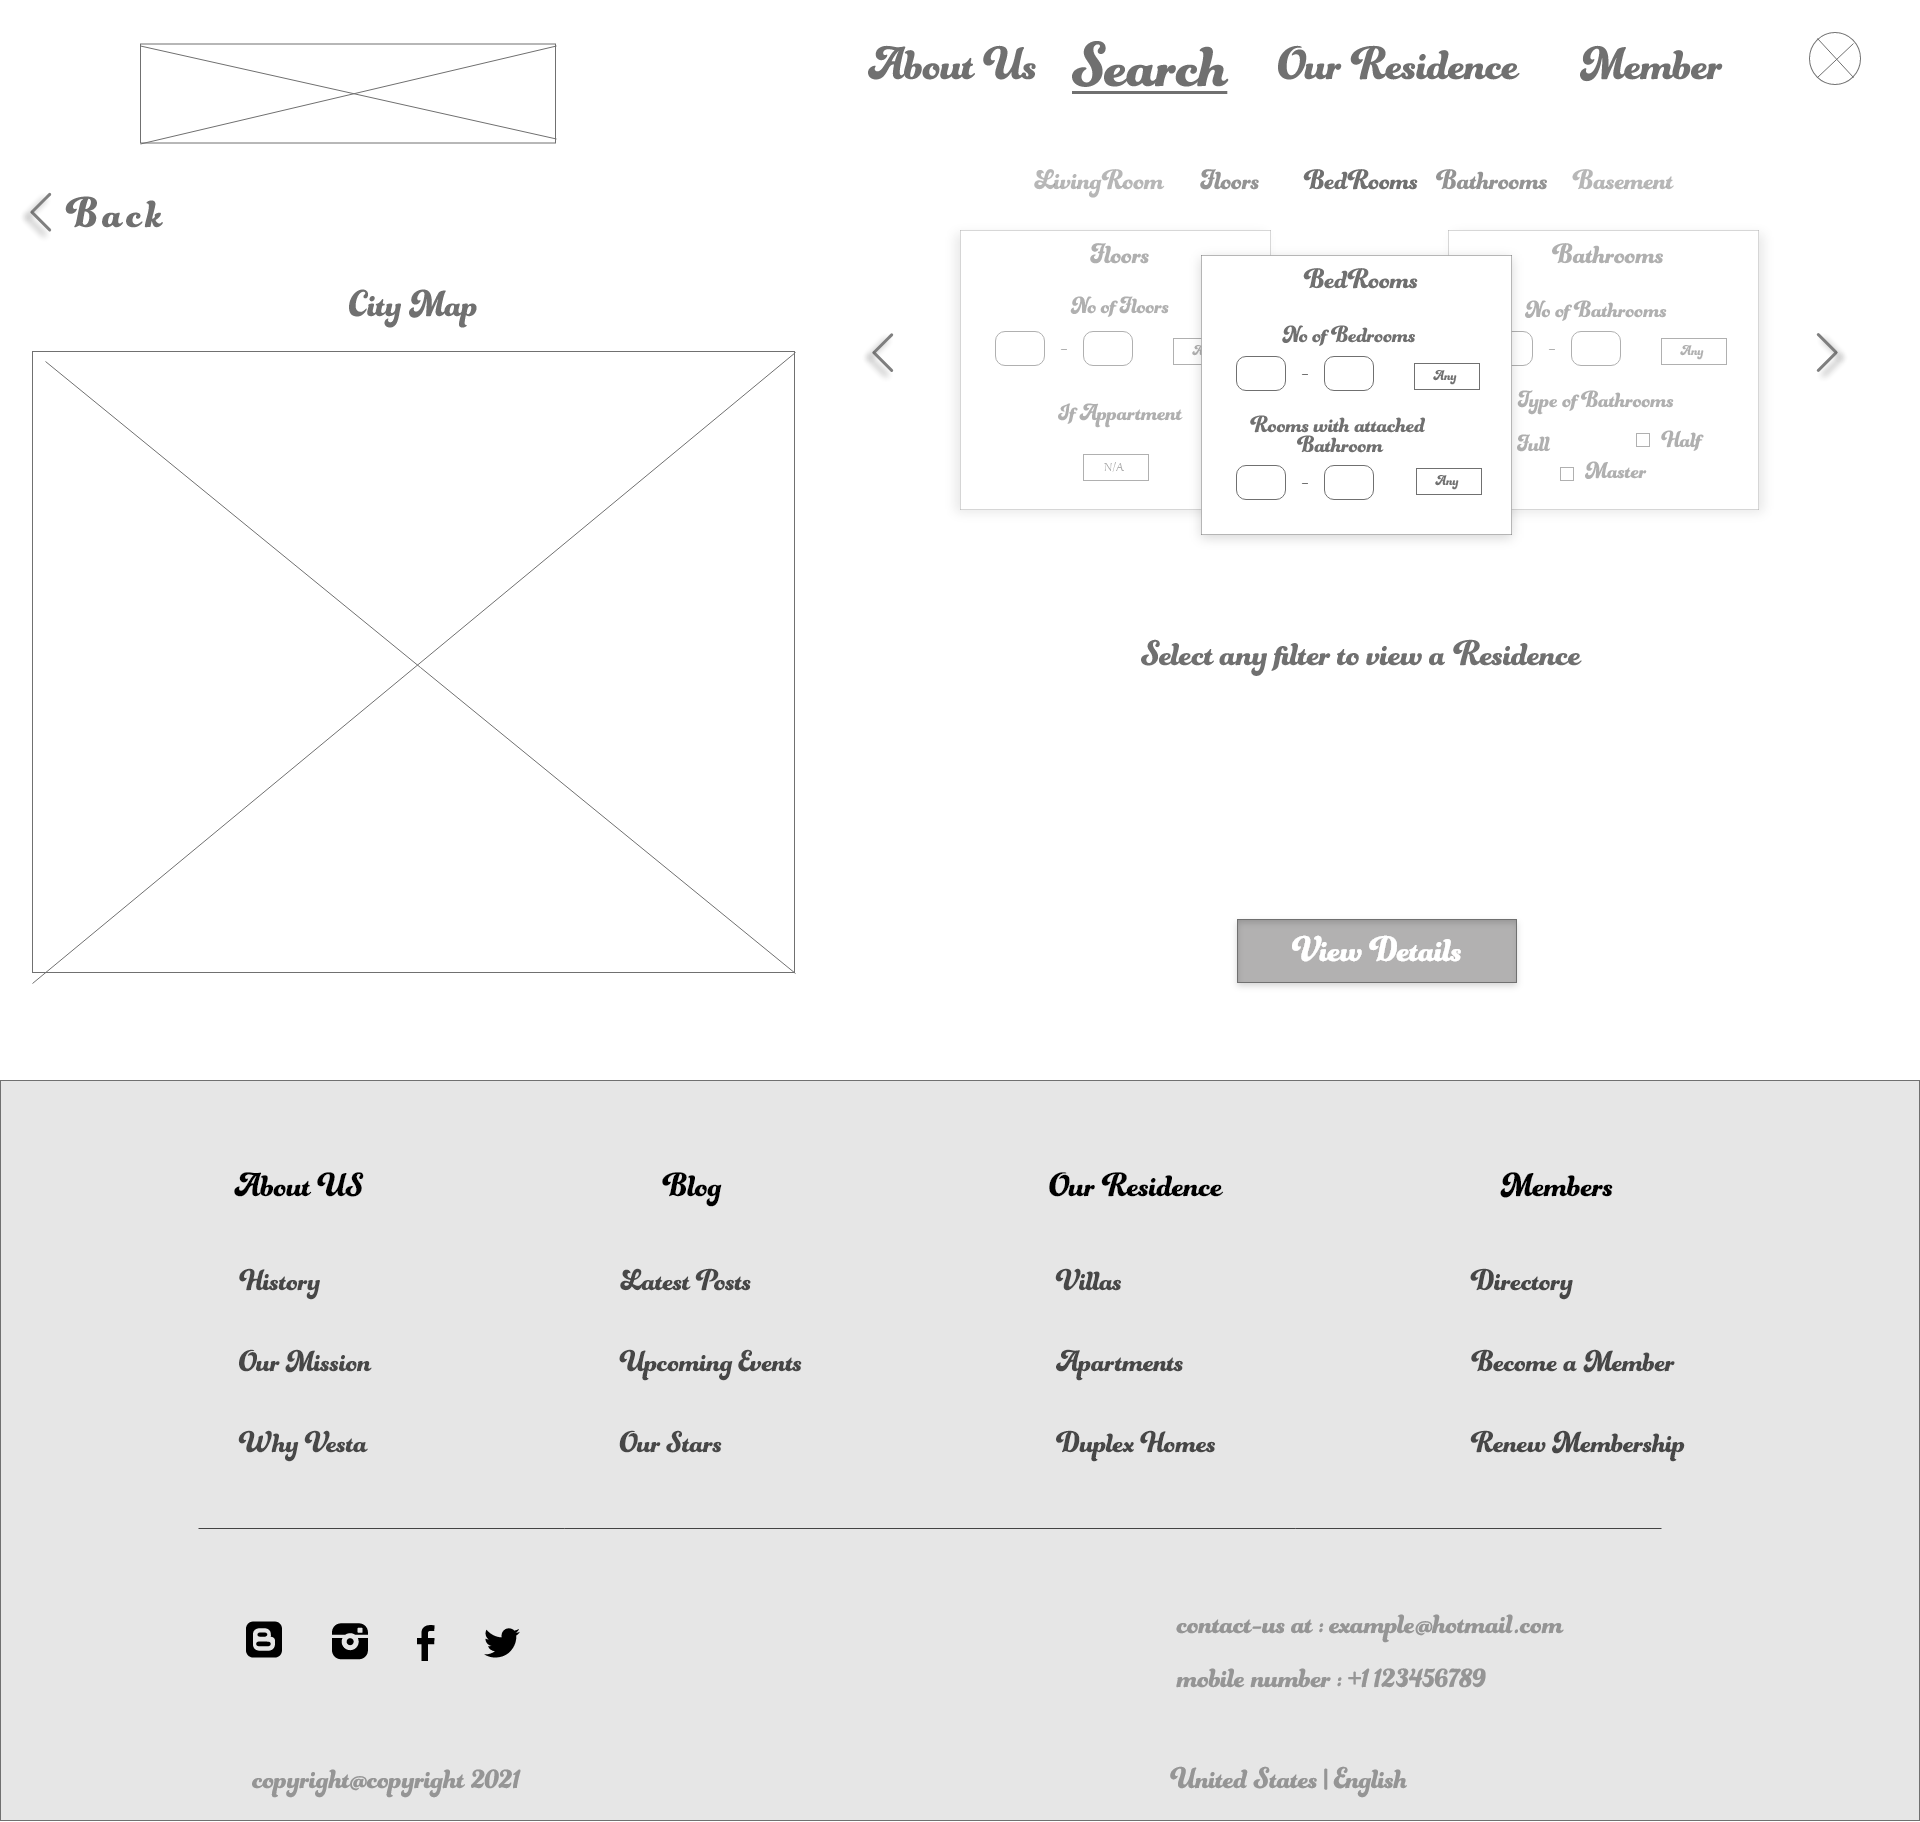 About Us Search Our Residence Member
Back
City Map
LivingRoom Floors BedRooms Bathrooms Basement
Floors
No of Floors
-
If Appartment
N/A
BedRooms
No of Bedrooms
- Any
Rooms with attached
Bathroom
- Any
Bathrooms
No of Bathrooms
- Any
Type of Bathrooms
Full Half
Master
Select any filter to view a Residence
View Details
About US
History
Our Mission
Why Vesta
Blog
Latest Posts
Upcoming Events
Our Stars
Our Residence
Villas
Apartments
Duplex Homes
Members
Directory
Become a Member
Renew Membership
contact-us at : example@hotmail.com
mobile number : +1 123456789
copyright@copyright 2021
United States | English